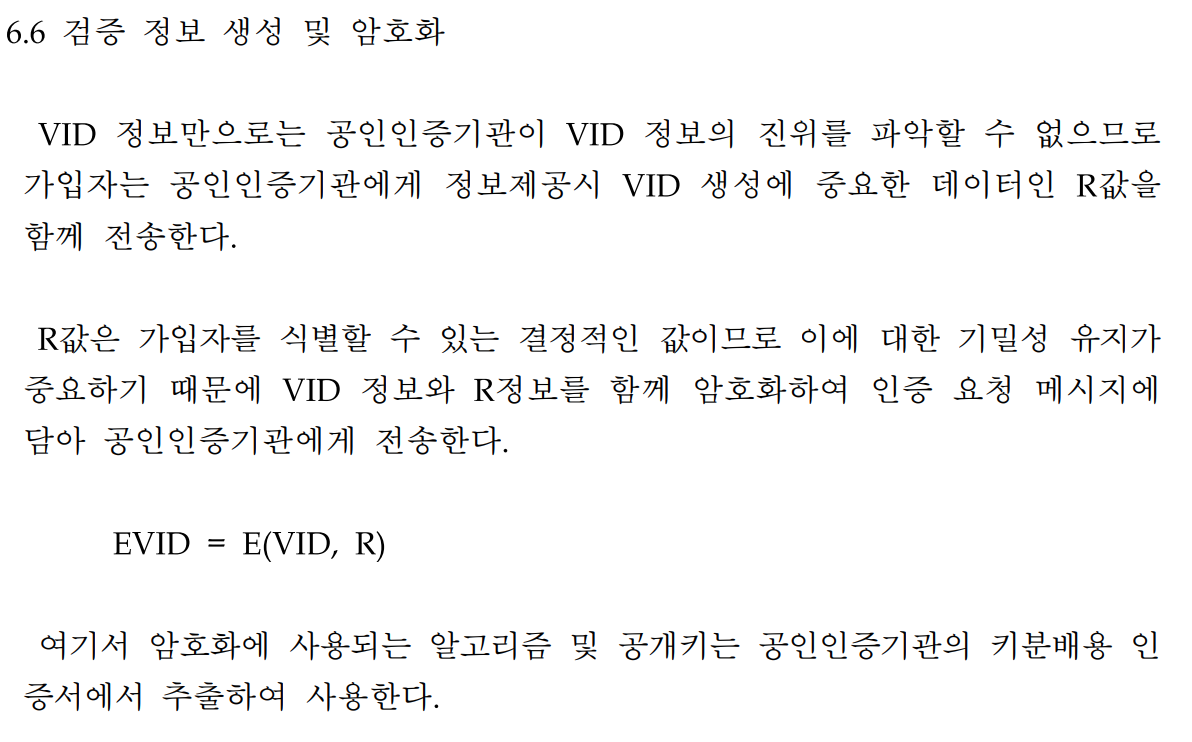 6.6 검증 정보 생성 및 암호화
VID 정보만으로는 공인인증기관이 VID 정보의 진위를 파악할 수 없으므로
가입자는 공인인증기관에게 정보제공시 VID 생성에 중요한 데이터인 R값을
함께 전송한다.
R값은 가입자를 식별할 수 있는 결정적인 값이므로 이에 대한 기밀성 유지가
중요하기 때문에 VID 정보와 R정보를 함께 암호화하여 인증 요청 메시지에
담아 공인인증기관에게 전송한다.
EVID = E(VID, R)
여기서 암호화에 사용되는 알고리즘 및 공개키는 공인인증기관의 키분배용 인
증서에서 추출하여 사용한다.